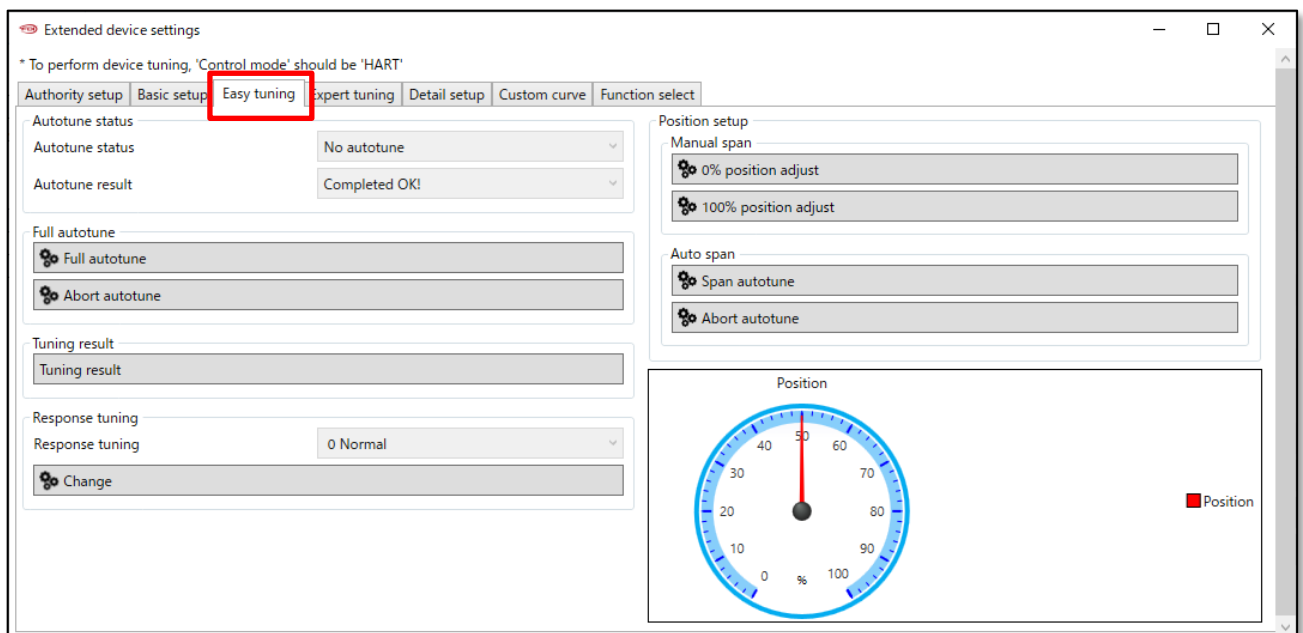 Extended device settings
* To perform device tuning, 'Control mode' should be 'HART'
Authority setup Basic setup Easy tuning Expert tuning Detail setup Custom curve Function select
Autotune status
Autotune status No autotune
Autotune result Completed OK!
Full autotune
Full autotune
Abort autotune
Tuning result
Tuning result
Response tuning
Response tuning 0 Normal
Change
Position setup
Manual span
0% position adjust
100% position adjust
Auto span
Span autotune
Abort autotune
Position
40 50 60
30 70
20 80
10 90
0 % 100
Position